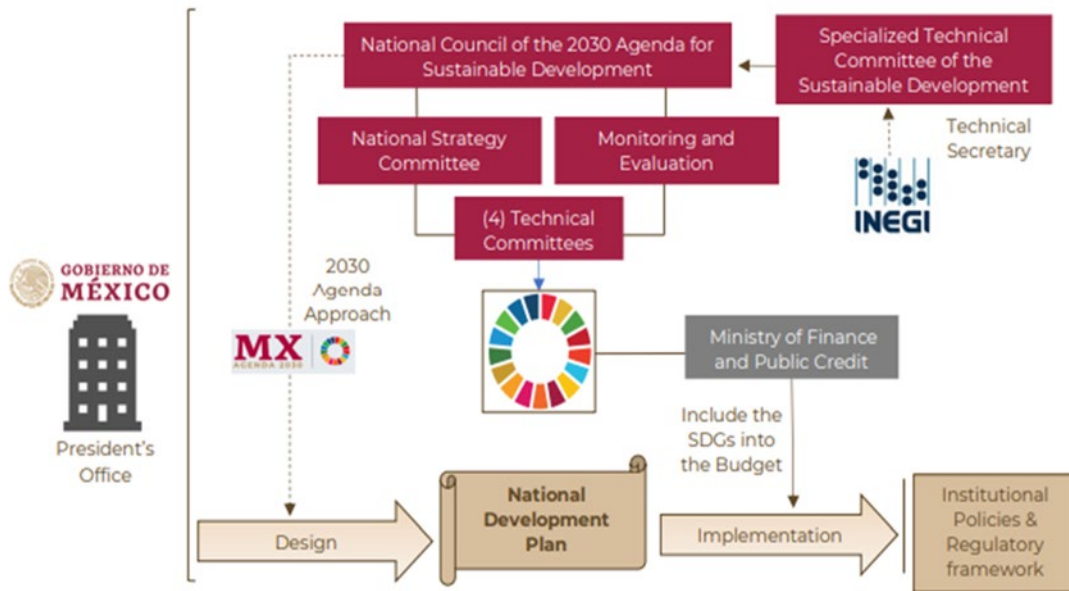 National Council of the 2030 Agenda for
Sustainable Development
Specialized Technical
Committee of the
Sustainable Development
National Strategy
Committee
Monitoring and
Evaluation
Technical
Secretary
INEGI
(4) Technical
Committees
GOBIERNO DE
MÉXICO
2030
Agenda
Approach
MX
AGENDA 2030
Ministry of Finance
and Public Credit
President's
Office
Include the
SDGs into
the Budget
Design
National
Development
Plan
Implementation
Institutional
Policies &
Regulatory
framework